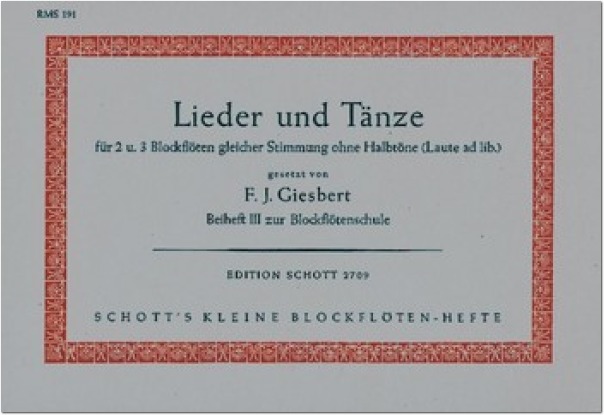 RMS 191
Lieder und Tänze
für 2 u. 3 Blockflöten gleicher Stimmung ohne Halbtöne (Laute ad lib.)
gesetzt von
F. J. Giesbert
Beiheft III zur Blockflötenschule
EDITION SCHOTT 2709
SCHOTT'S KLEINE BLOCKFLÖTEN-HEFTE